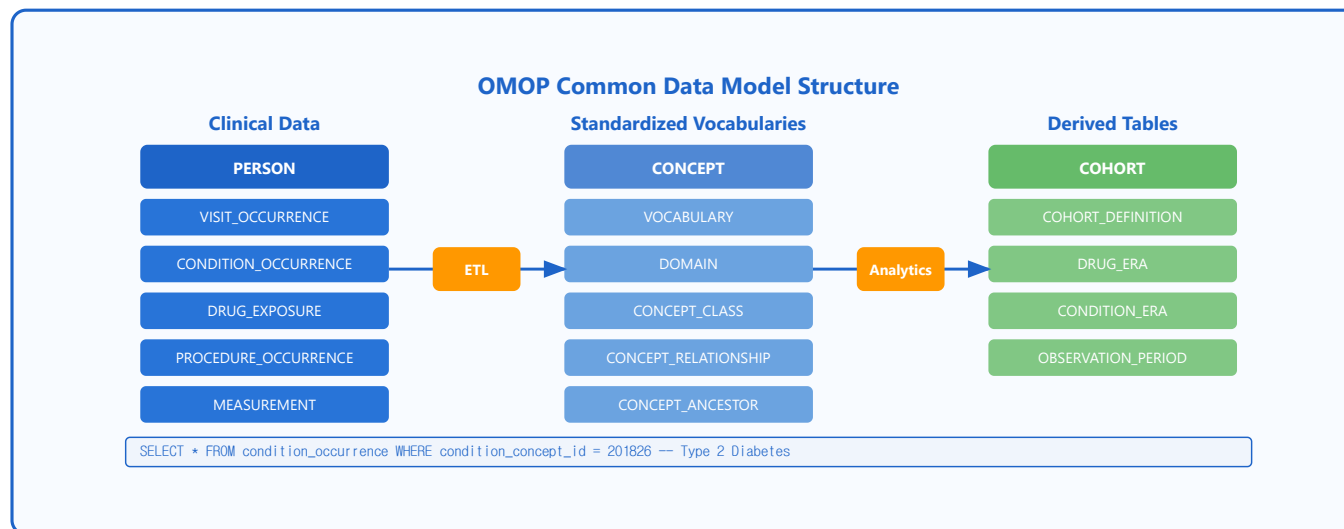 OMOP Common Data Model Structure
Clinical Data
PERSON
VISIT_OCCURRENCE
CONDITION_OCCURRENCE
DRUG_EXPOSURE
PROCEDURE_OCCURRENCE
MEASUREMENT
ETL
Standardized Vocabularies
CONCEPT
VOCABULARY
DOMAIN
CONCEPT_CLASS
CONCEPT_RELATIONSHIP
CONCEPT_ANCESTOR
Analytics
Derived Tables
COHORT
COHORT_DEFINITION
DRUG_ERA
CONDITION_ERA
OBSERVATION_PERIOD
SELECT * FROM condition_occurrence WHERE condition_concept_id = 201826 -- Type 2 Diabetes